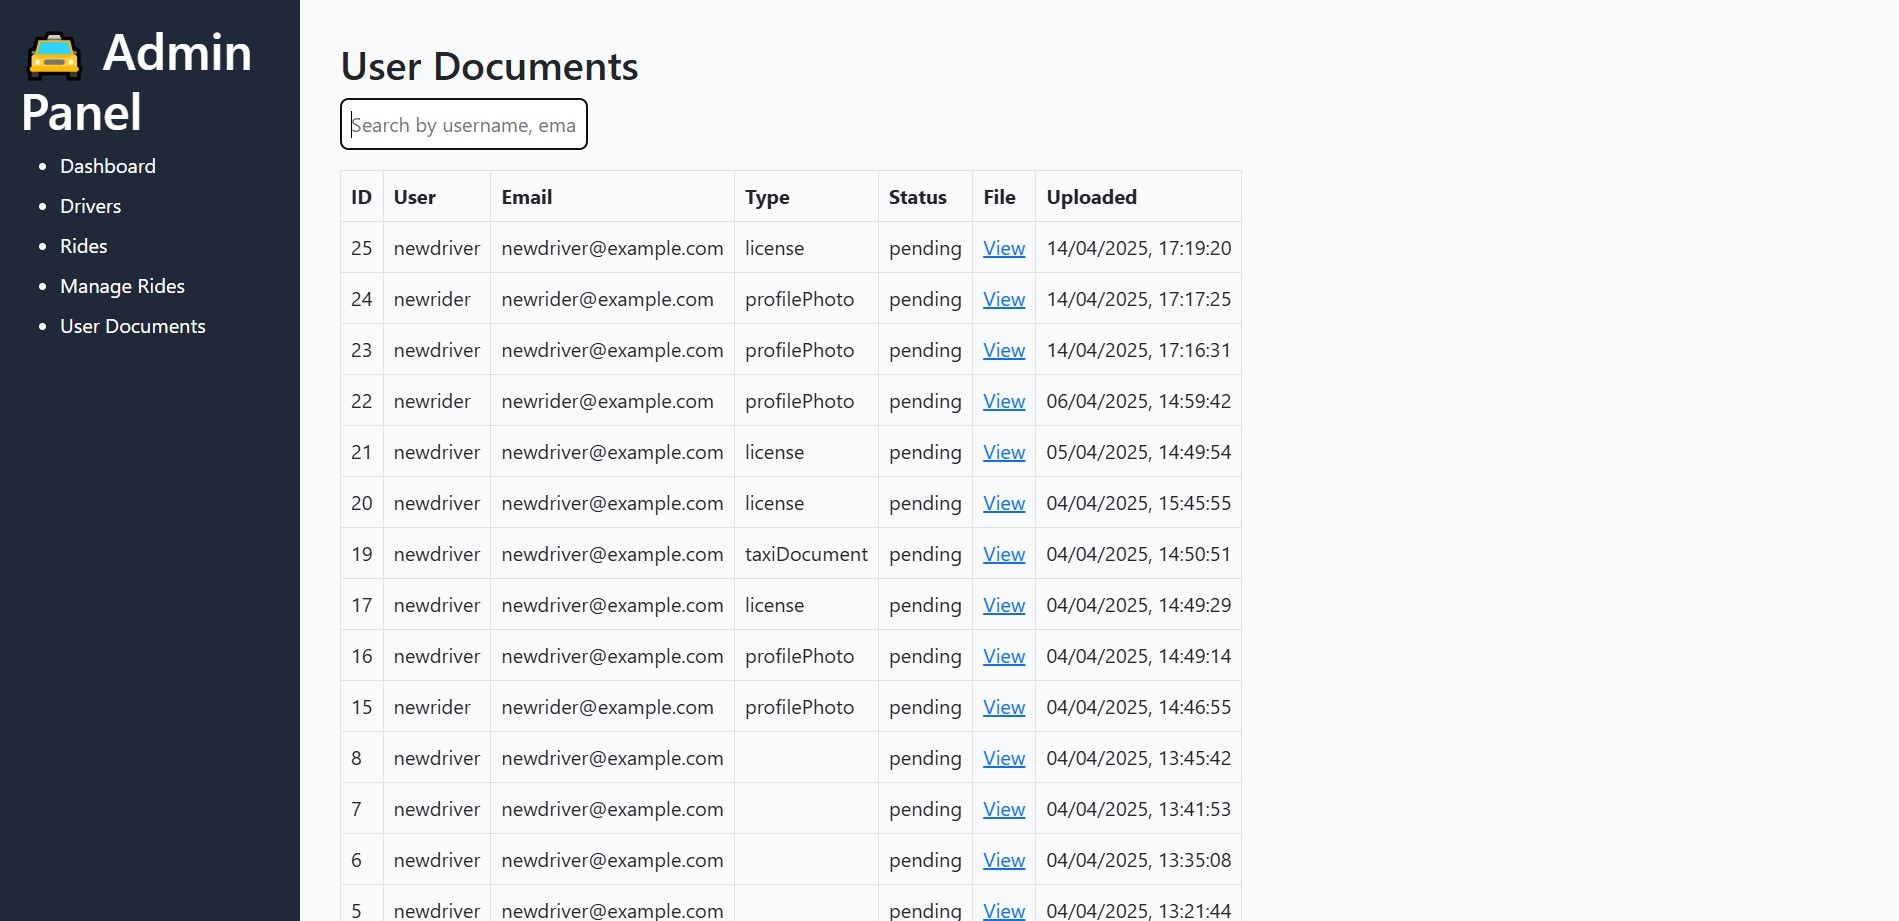 Admin
Panel
Dashboard
Drivers
Rides
Manage Rides
User Documents
User Documents
Search by username, ema
ID User Email Type Status File Uploaded
25 newdriver newdriver@example.com license pending View 14/04/2025, 17:19:20
24 newrider newrider@example.com profilePhoto pending View 14/04/2025, 17:17:25
23 newdriver newdriver@example.com profilePhoto pending View 14/04/2025, 17:16:31
22 newrider newrider@example.com profilePhoto pending View 06/04/2025, 14:59:42
21 newdriver newdriver@example.com license pending View 05/04/2025, 14:49:54
20 newdriver newdriver@example.com license pending View 04/04/2025, 15:45:55
19 newdriver newdriver@example.com taxiDocument pending View 04/04/2025, 14:50:51
17 newdriver newdriver@example.com license pending View 04/04/2025, 14:49:29
16 newdriver newdriver@example.com profilePhoto pending View 04/04/2025, 14:49:14
15 newrider newrider@example.com profilePhoto pending View 04/04/2025, 14:46:55
8 newdriver newdriver@example.com pending View 04/04/2025, 13:45:42
7 newdriver newdriver@example.com pending View 04/04/2025, 13:41:53
6 newdriver newdriver@example.com pending View 04/04/2025, 13:35:08
5 newdriver newdriver@example.com pending View 04/04/2025, 13:21:44